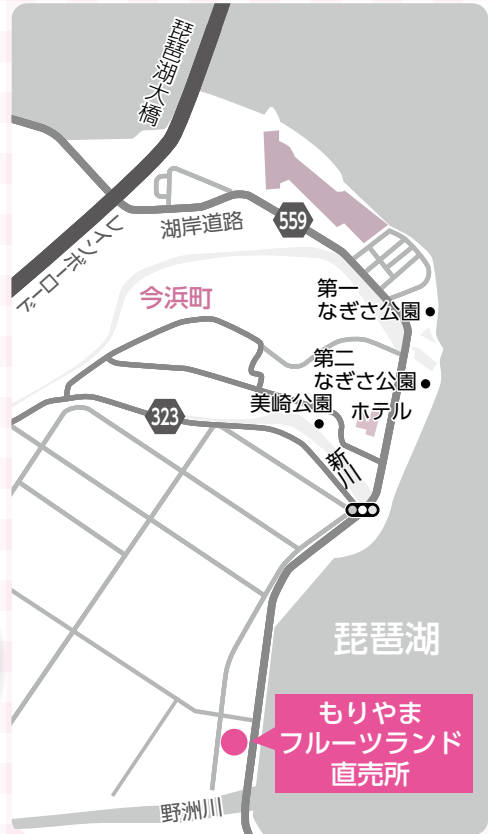 琵琶湖大橋
湖岸道路
559
レインボーロード
今浜町
第一
なぎさ公園
第二
なぎさ公園
美崎公園
ホテル
323
新川
琵琶湖
もりやま
フルーツランド
直売所
野洲川